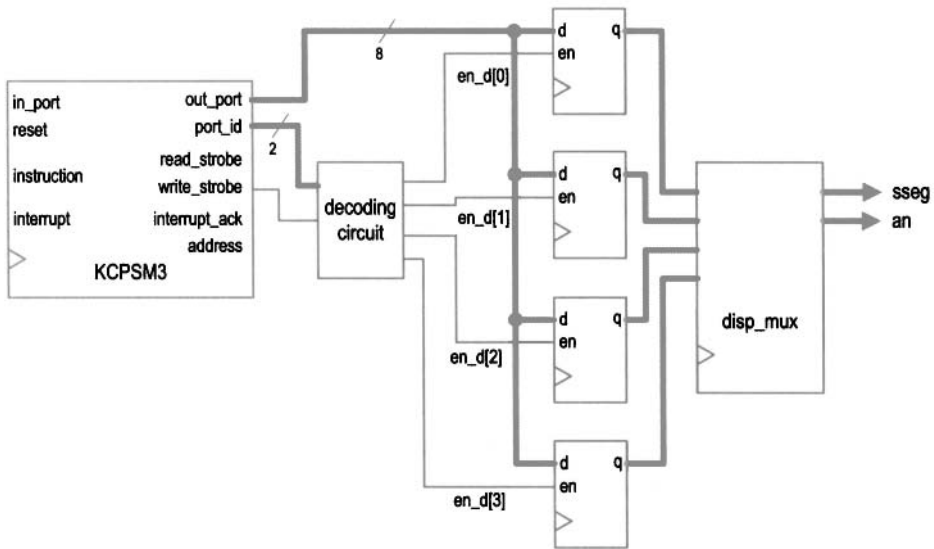 in_port
reset
instruction
interrupt
out_port
port_id
read_strobe
write_strobe
interrupt_ack
address
KCPSM3
8
2
decoding
circuit
en_d[0]
en_d[1]
en_d[2]
en_d[3]
d
q
en
d
q
en
d
q
en
d
q
en
disp_mux
sseg
an